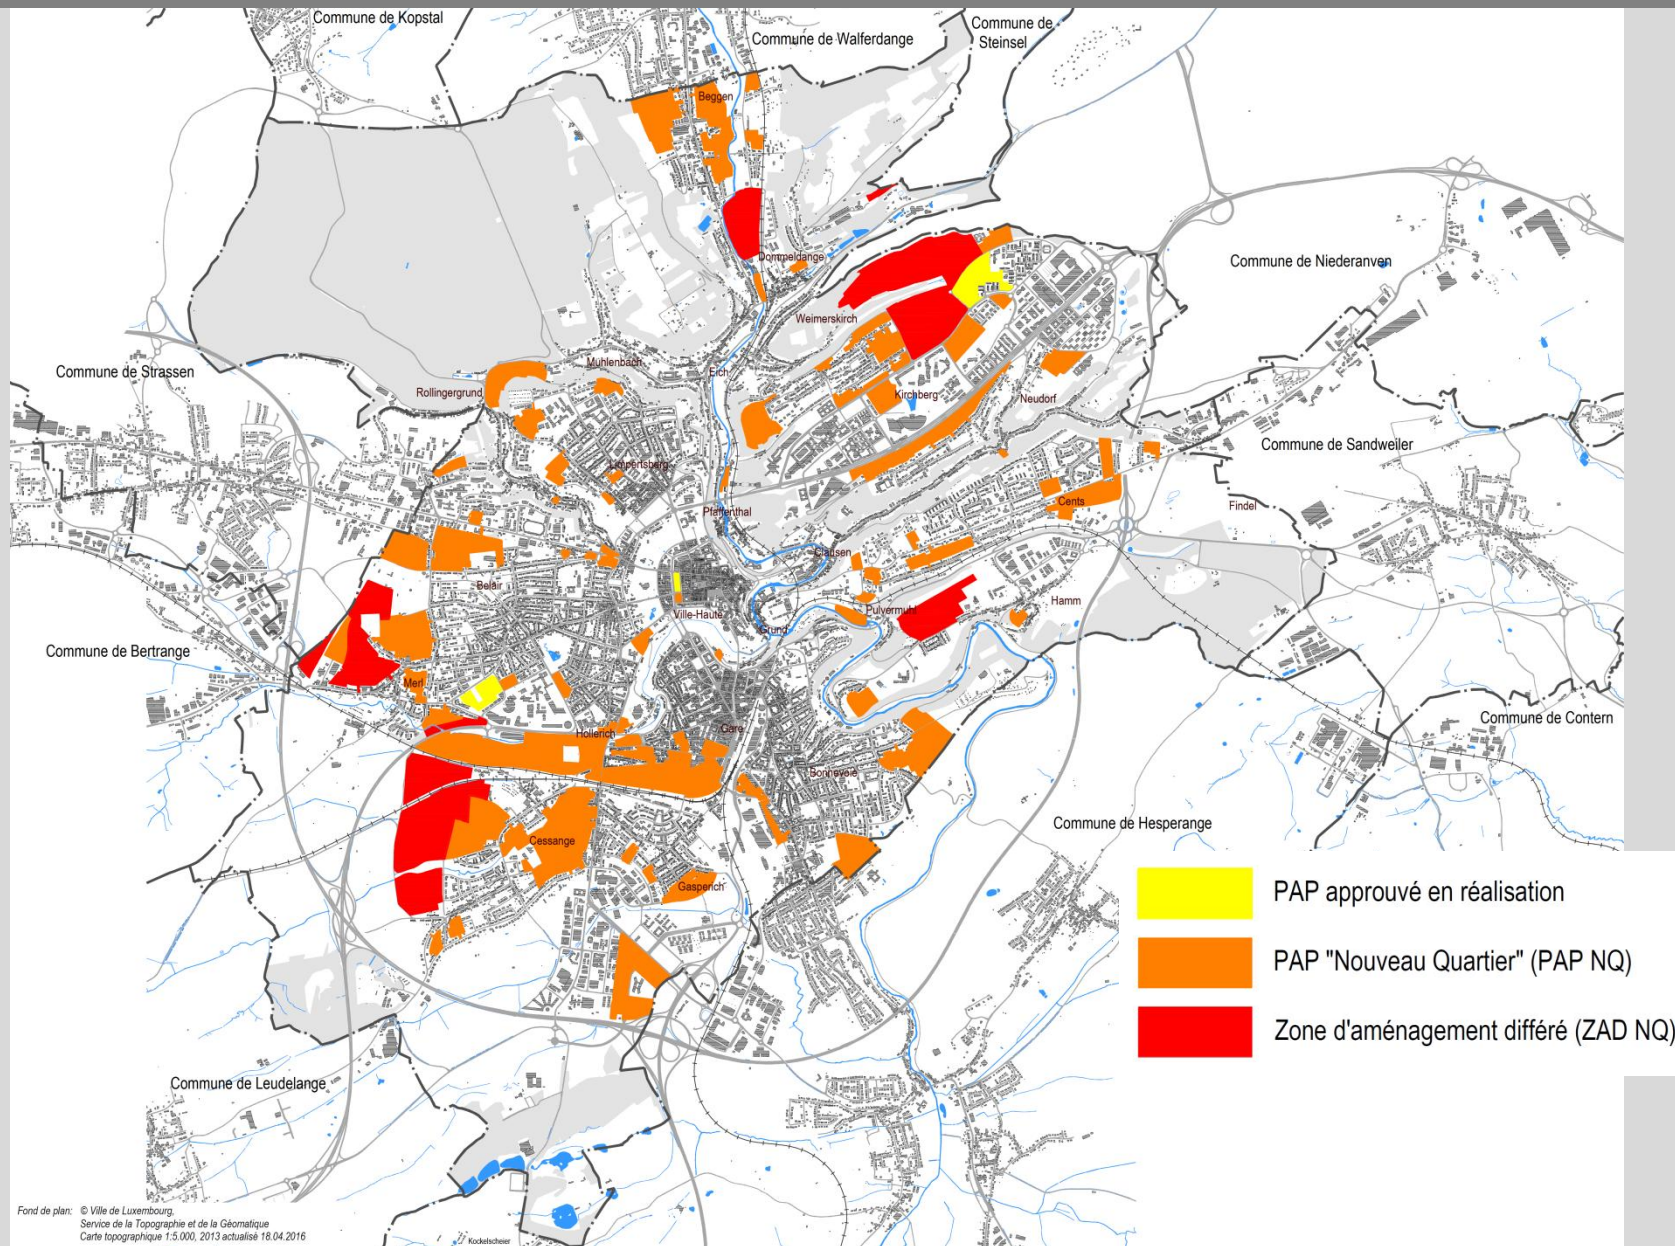 Commune de Kopstal
Commune de Walferdange
Commune de
Steinsel
Beggen
Dommeldange
Commune de Niederanven
Weimerskirch
Muhlenbach
Eich
Commune de Strassen
Rollingergrund
Kirchberg
Neudorf
Commune de Sandweiler
Limpertsberg
Cents
Findel
Pfaffenthal
Clausen
Belair
Ville-Haute
Pulvermuhl
Hamm
Grund
Commune de Bertrange
Merl
Commune de Contern
Hollerich
Gare
Bonnevoie
Commune de Hesperange
Cessange
Gasperich
PAP approuvé en réalisation
PAP "Nouveau Quartier" (PAP NQ)
Zone d'aménagement différé (ZAD NQ)
Commune de Leudelange
Fond de plan: © Ville de Luxembourg,
Service de la Topographie et de la Géomatique
Carte topographique 1:5.000, 2013 actualisé 18.04.2016
Kockelscheier